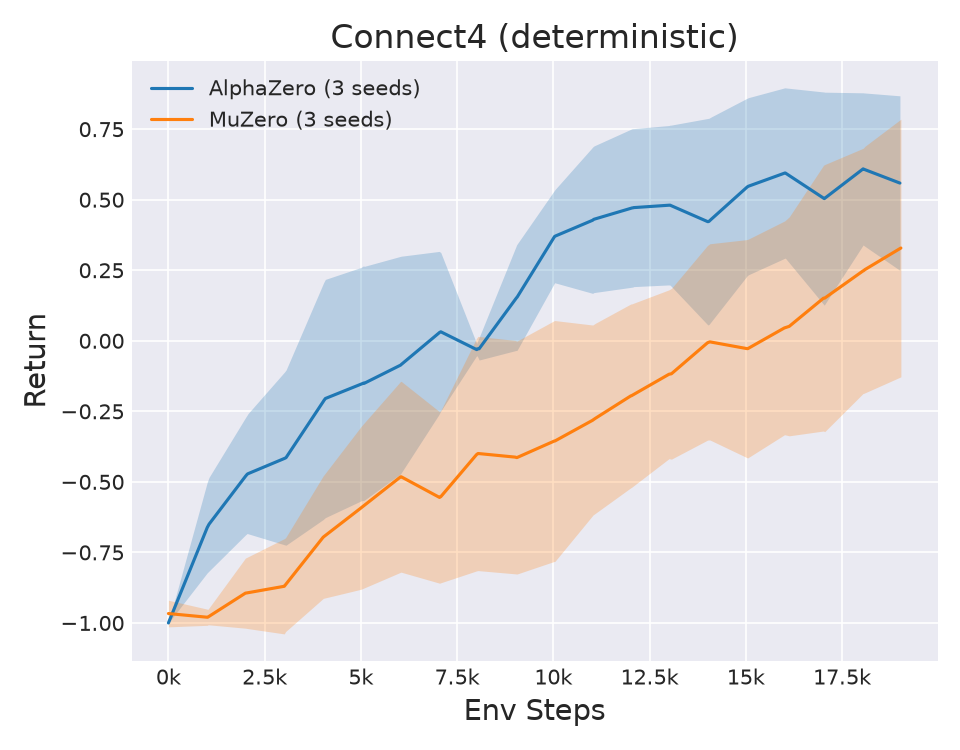 Connect4 (deterministic)
AlphaZero (3 seeds)
MuZero (3 seeds)
0.75
0.50
0.25
0.00
−0.25
−0.50
−0.75
−1.00
Return
0k 2.5k 5k 7.5k 10k 12.5k 15k 17.5k
Env Steps